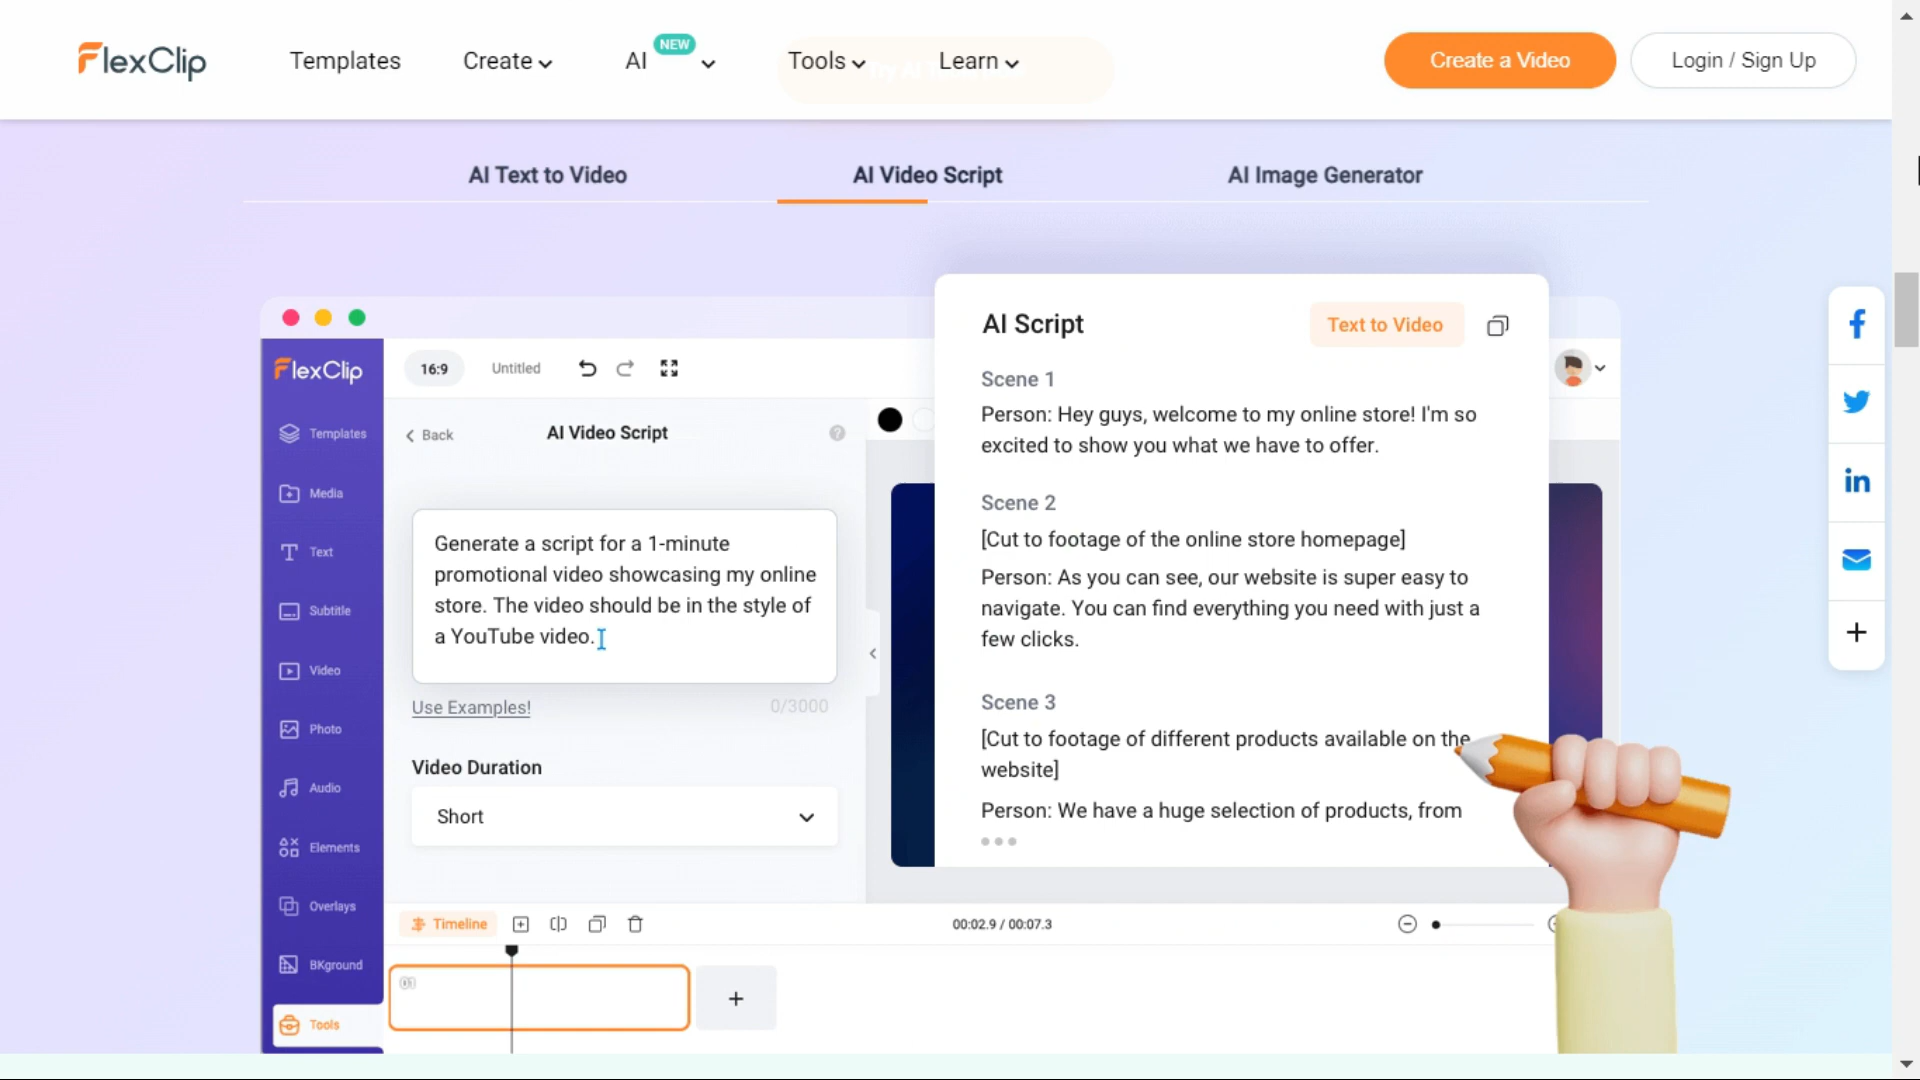 FlexClip
Templates
Create
AI
NEW
Tools
Learn
Create a Video
Login / Sign Up
AI Text to Video
AI Video Script
AI Image Generator
FlexClip
16:9
Untitled
Templates
Media
Text
Subtitle
Video
Photo
Audio
Elements
Overlays
BKground
Tools
Back
AI Video Script
Generate a script for a 1-minute
promotional video showcasing my online
store. The video should be in the style of
a YouTube video.
Use Examples!
0/3000
Video Duration
Short
AI Script
Text to Video
Scene 1
Person: Hey guys, welcome to my online store! I'm so
excited to show you what we have to offer.
Scene 2
[Cut to footage of the online store homepage]
Person: As you can see, our website is super easy to
navigate. You can find everything you need with just a
few clicks.
Scene 3
[Cut to footage of different products available on the
website]
Person: We have a huge selection of products, from
Timeline
00:02.9 / 00:07.3
01